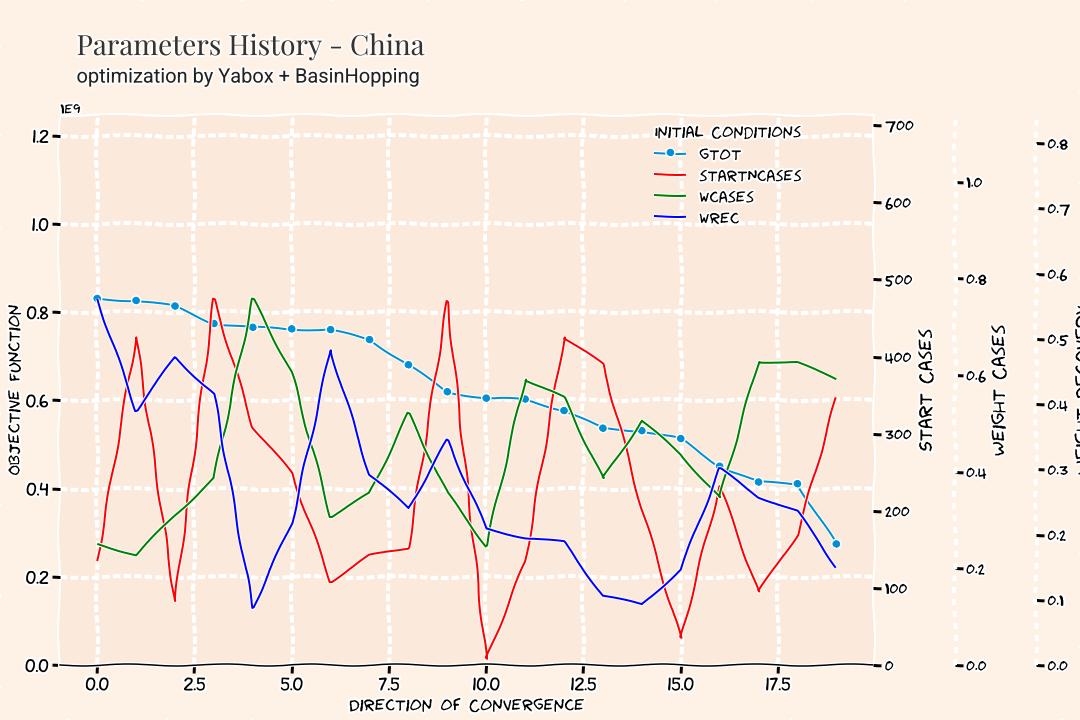 Parameters History - China
optimization by Yabox + BasinHopping
1E9
INITIAL CONDITIONS
GTOT
STARTNCASES
WCASES
WREC
1.2
1.0
0.8
0.6
0.4
0.2
0.0
OBJECTIVE FUNCTION
0.0 2.5 5.0 7.5 10.0 12.5 15.0 17.5
DIRECTION OF CONVERGENCE
700
600
500
400
300
200
100
0
START CASES
1.0
0.8
0.6
0.4
0.2
0.0
WEIGHT CASES
0.8
0.7
0.6
0.5
0.4
0.3
0.2
0.1
0.0